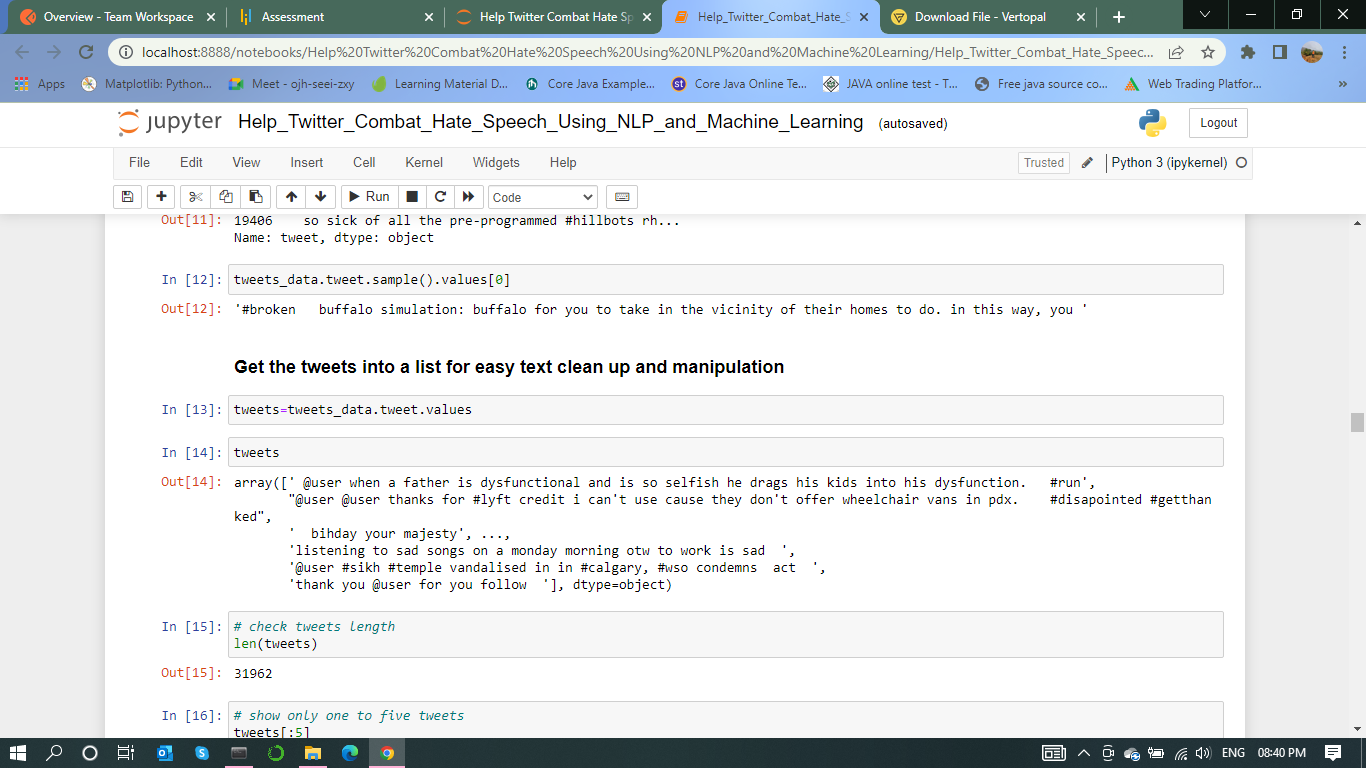 Overview - Team Workspace
Assessment
Help Twitter Combat Hate Sp
Help_Twitter_Combat_Hate_S
Download File - Vertopal
localhost:8888/notebooks/Help%20Twitter%20Combat%20Hate%20Speech%20Using%20NLP%20and%20Machine%20Learning/Help_Twitter_Combat_Hate_Speec...
Apps
Matplotlib: Python...
Meet - ojh-seei-zxy
Learning Material D...
Core Java Example...
Core Java Online Te...
JAVA online test - T...
Free java source co...
Web Trading Platfor...
»
jupyter Help_Twitter_Combat_Hate_Speech_Using_NLP_and_Machine_Learning (autosaved)
Logout
File Edit View Insert Cell Kernel Widgets Help
Trusted
Python 3 (ipykernel)
Run
Code
Out[11]: 19406    so sick of all the pre-programmed #hillbots rh...
Name: tweet, dtype: object
In [12]: tweets_data.tweet.sample().values[0]
Out[12]: '#broken   buffalo simulation: buffalo for you to take in the vicinity of their homes to do. in this way, you '
Get the tweets into a list for easy text clean up and manipulation
In [13]: tweets=tweets_data.tweet.values
In [14]: tweets
Out[14]: array([' @user when a father is dysfunctional and is so selfish he drags his kids into his dysfunction.   #run',
"@user @user thanks for #lyft credit i can't use cause they don't offer wheelchair vans in pdx.    #disapointed #getthan
ked",
'  bihday your majesty', ...,
'listening to sad songs on a monday morning otw to work is sad  ',
'@user #sikh #temple vandalised in in #calgary, #wso condemns  act  ',
'thank you @user for you follow  '], dtype=object)
In [15]: # check tweets length
len(tweets)
Out[15]: 31962
In [16]: # show only one to five tweets
tweets[:5]
ENG
08:40 PM